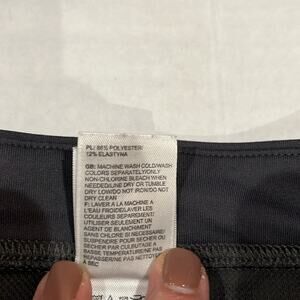 PL: 88% POLYESTER/
12% ELASTYNA
GB: MACHINE WASH COLD/WASH
COLORS SEPARATELY/ONLY
NON-CHLORINE BLEACH WHEN
NEEDED/LINE DRY OR TUMBLE
DRY LOW/DO NOT IRON/DO NOT
DRY CLEAN
F: LAVER A LA MACHINE A
L'EAU FROIDE/LAVER LES
COULEURS SEPAREMENT/
UTILISER SEULEMENT UN
AGENT DE BLANCHIMENT
SANS CHLORE SI NECESSAIRE/
SUSPENDRE POUR SECHER OU
SECHER PAR CULBUTAGE A
BASSE TEMPERATURE/NE PAS
REPASSER/NE PAS NETTOYER
A SEC